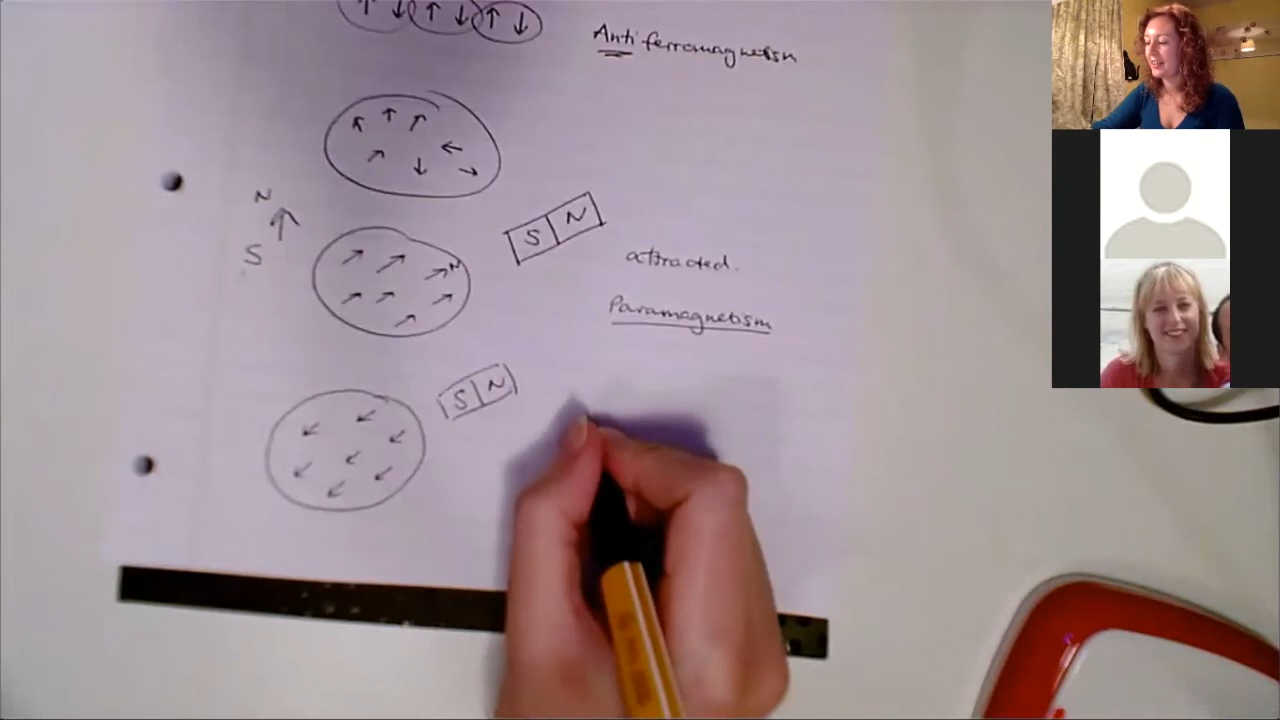 Antiferromagnetism
N
S
S N
N
attracted.
Paramagnetism
S N